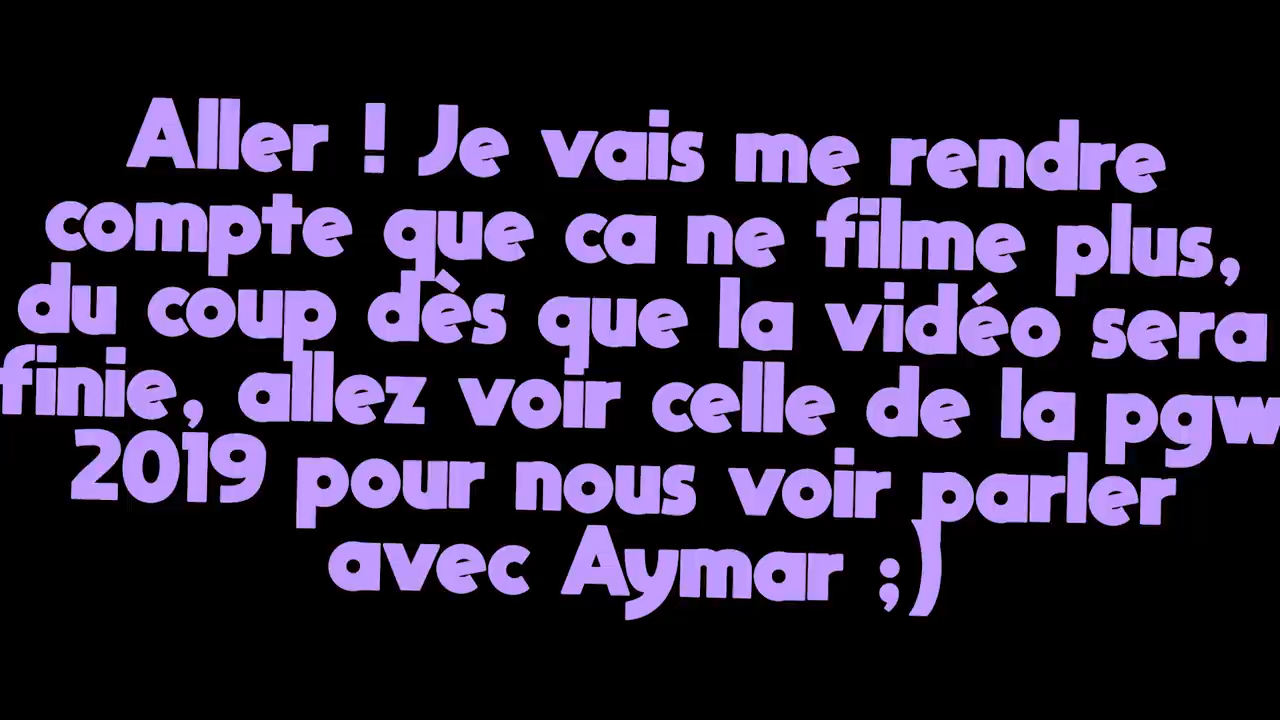 Aller ! Je vais me rendre
compte que ca ne filme plus,
du coup dès que la vidéo sera
finie, allez voir celle de la pgw
2019 pour nous voir parler
avec Aymar ;)